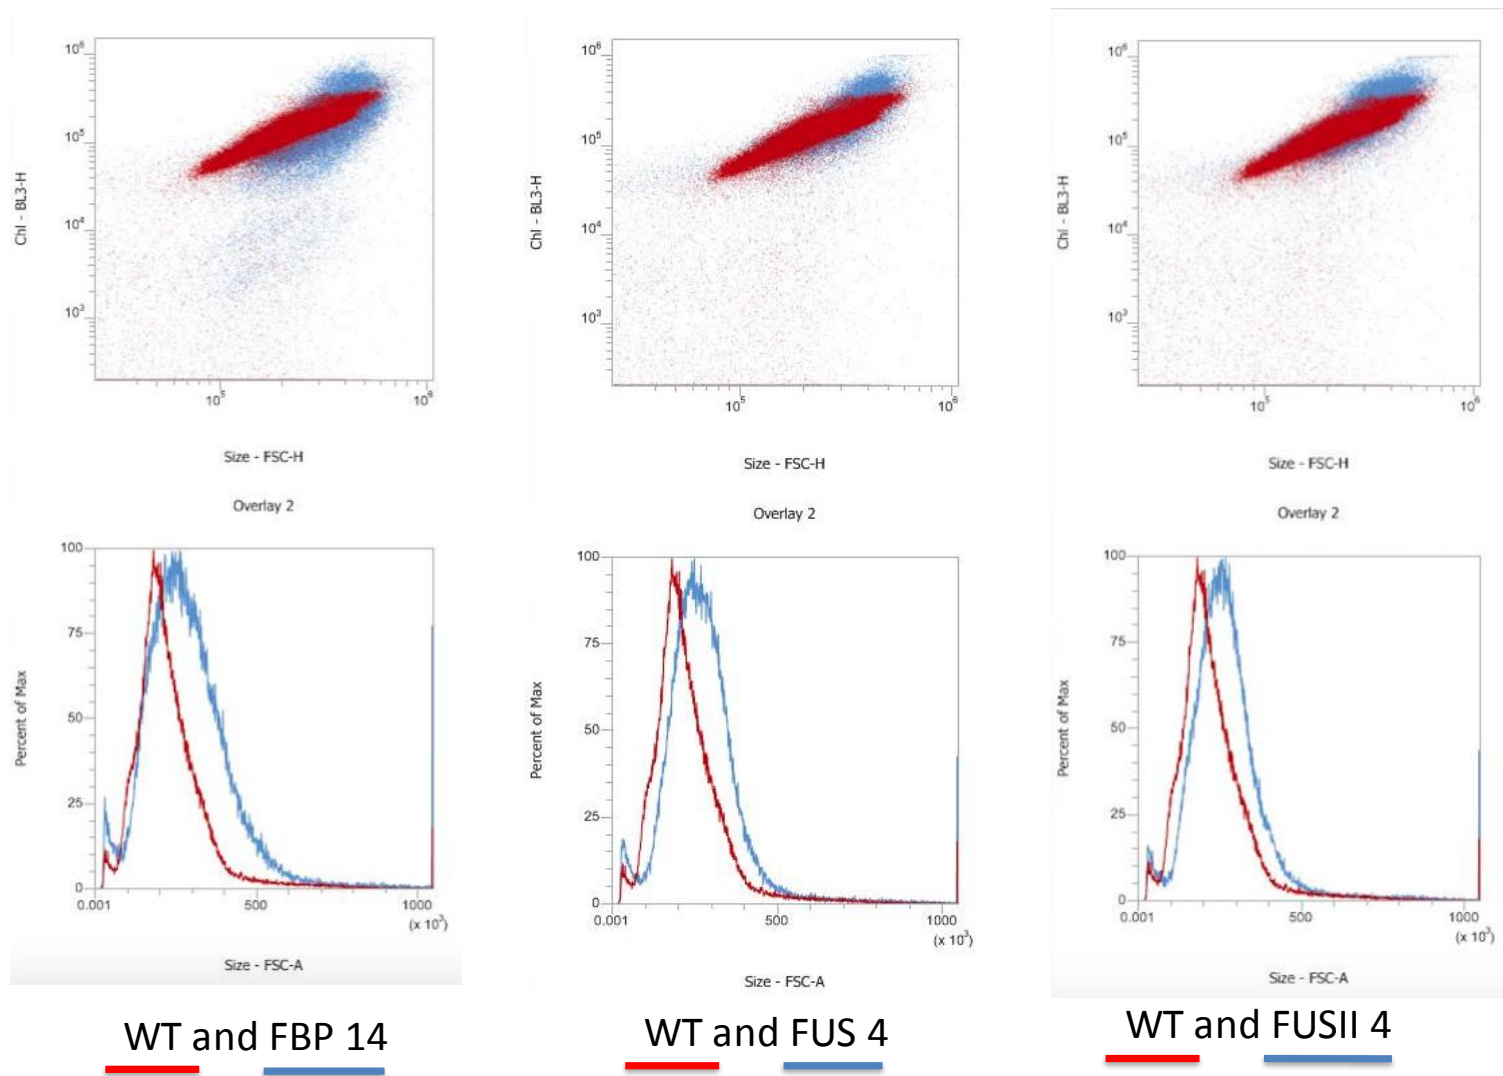 10⁶
10⁵
10⁴
10³
Chl - BL3-H
10⁵
10⁶
Size - FSC-H
Overlay 2
100
75
50
25
0
Percent of Max
0.001
500
1000
(x 10³)
Size - FSC-A
WT and FBP 14
10⁶
10⁵
10⁴
10³
Chl - BL3-H
10⁵
10⁶
Size - FSC-H
Overlay 2
100
75
50
25
0
Percent of Max
0.001
500
1000
(x 10³)
Size - FSC-A
WT and FUS 4
10⁶
10⁵
10⁴
10³
Chl - BL3-H
10⁵
10⁶
Size - FSC-H
Overlay 2
100
75
50
25
0
Percent of Max
0.001
500
1000
(x 10³)
Size - FSC-A
WT and FUSII 4